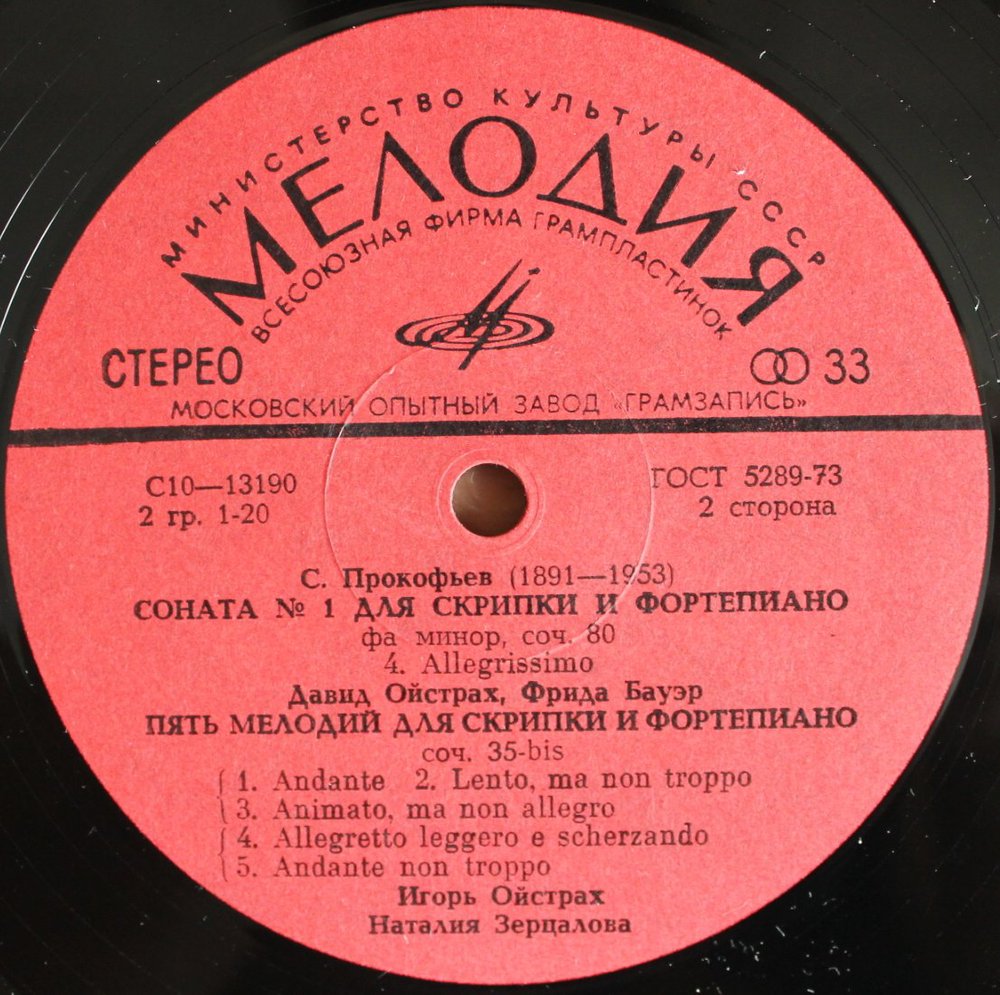 МИНИСТЕРСТВО КУЛЬТУРЫ СССР
МЕЛОДИЯ
ВСЕСОЮЗНАЯ ФИРМА ГРАМПЛАСТИНОК
СТЕРЕО
33
МОСКОВСКИЙ ОПЫТНЫЙ ЗАВОД «ГРАМЗАПИСЬ»
С10—13190
ГОСТ 5289-73
2 гр. 1-20
2 сторона
С. Прокофьев (1891—1953)
СОНАТА № 1 ДЛЯ СКРИПКИ И ФОРТЕПИАНО
фа минор, соч. 80
4. Allegrissimo
Давид Ойстрах, Фрида Бауэр
ПЯТЬ МЕЛОДИЙ ДЛЯ СКРИПКИ И ФОРТЕПИАНО
соч. 35-bis
1. Andante 2. Lento, ma non troppo
3. Animato, ma non allegro
4. Allegretto leggero e scherzando
5. Andante non troppo
Игорь Ойстрах
Наталия Зерцалова